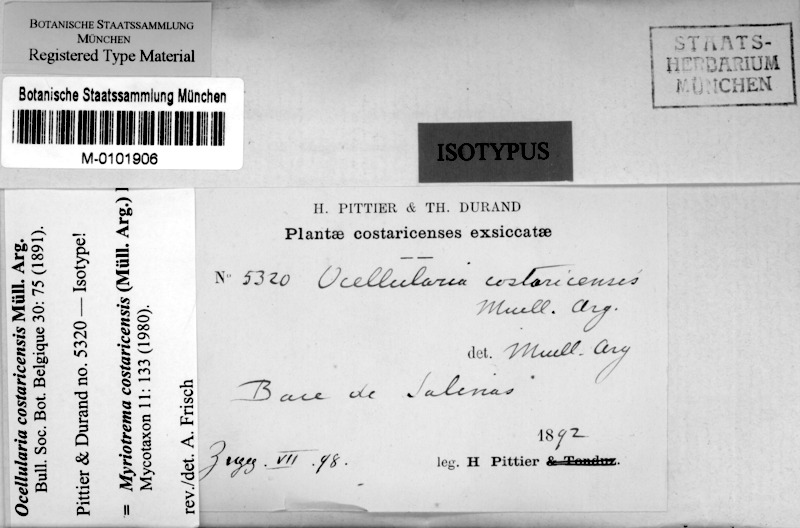 BOTANISCHE STAATSSAMMLUNG
MÜNCHEN
Registered Type Material
Botanische Staatssammlung München
M-0101906
STAATS-
HERBARIUM
MÜNCHEN
ISOTYPUS
Ocellularia costaricensis Müll. Arg.
Bull. Soc. Bot. Belgique 30: 75 (1891).
Pittier & Durand no. 5320 — Isotype!
= Myriotrema costaricensis (Müll. Arg.)
Mycotaxon 11: 133 (1980).
rev./det. A. Frisch
H. PITTIER & TH. DURAND
Plantæ costaricenses exsiccatæ
No 5320 Ocellularia costaricensis
Muell. Arg.
det. Muell. Arg
de Salinas
1892
VII. 98.
leg. H Pittier & Tonduz.